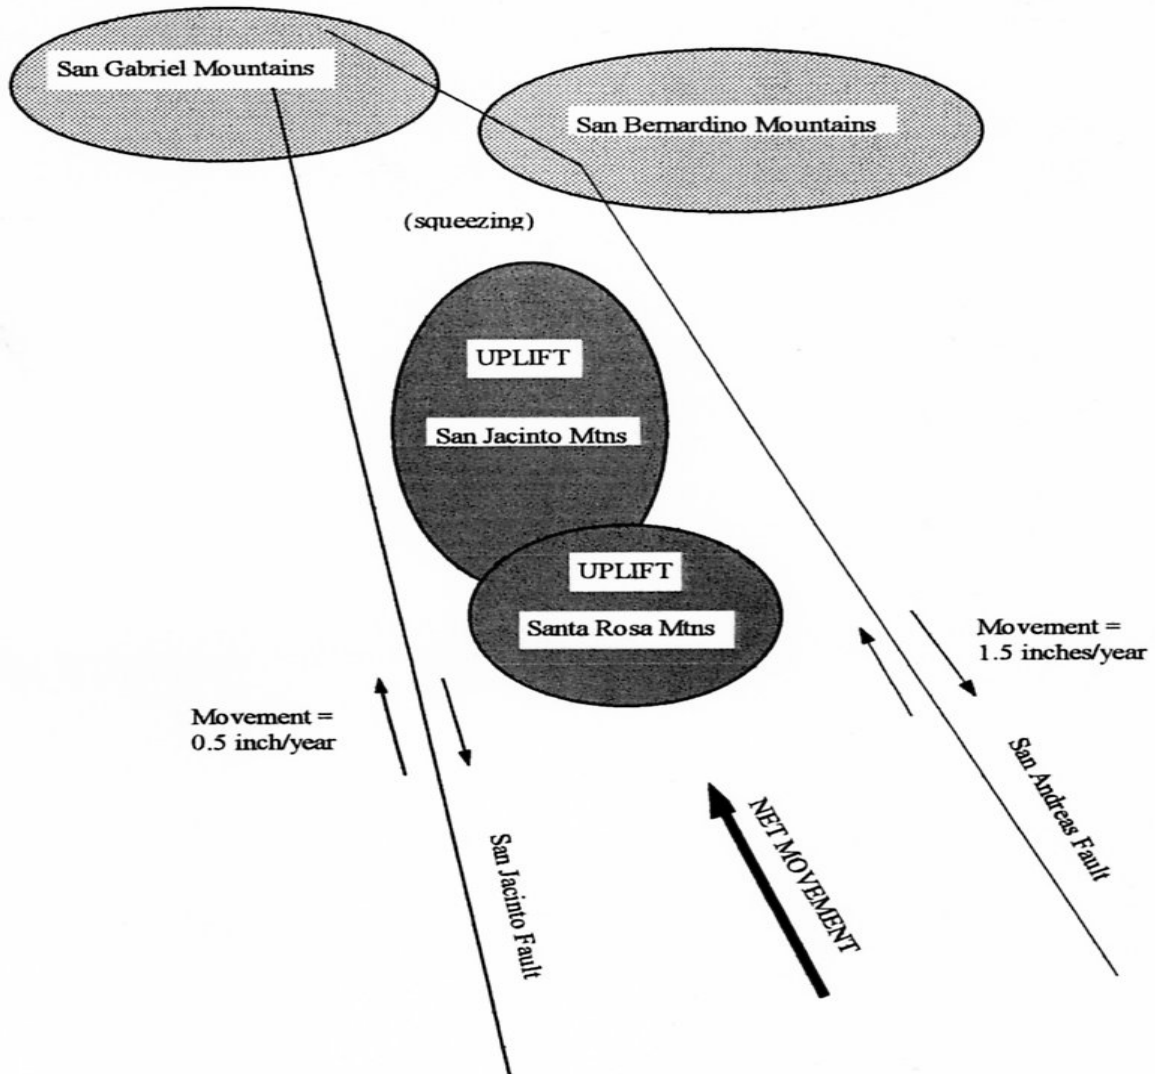 San Gabriel Mountains
San Bernardino Mountains
(squeezing)
UPLIFT
San Jacinto Mtns
UPLIFT
Santa Rosa Mtns
Movement =
1.5 inches/year
Movement =
0.5 inch/year
San Andreas Fault
NET MOVEMENT
San Jacinto Fault